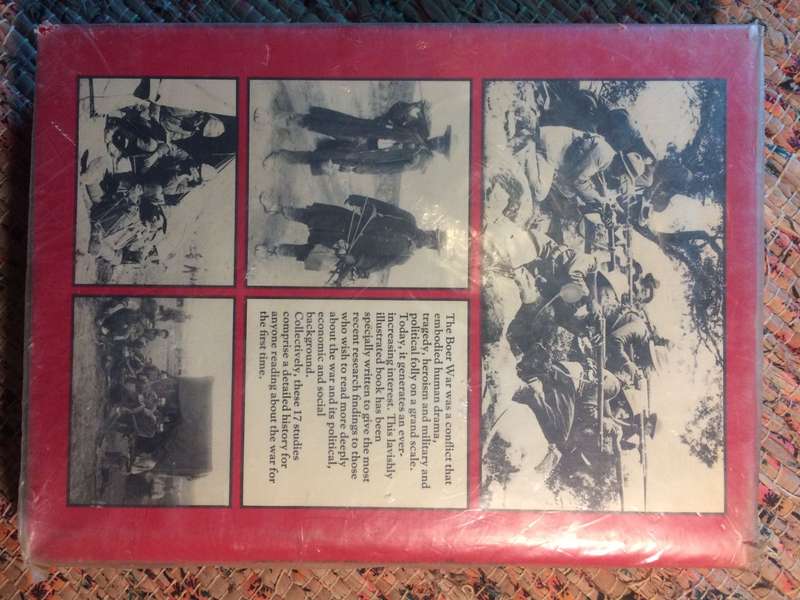 The Boer War was a conflict that
embodied human drama,
tragedy, heroism and military and
political folly on a grand scale.
Today, it generates an ever-
increasing interest. This lavishly
illustrated book has been
specially written to give the most
recent research findings to those
who wish to read more deeply
about the war and its political,
economic and social
background.
Collectively, these 17 studies
comprise a detailed history for
anyone reading about the war for
the first time.